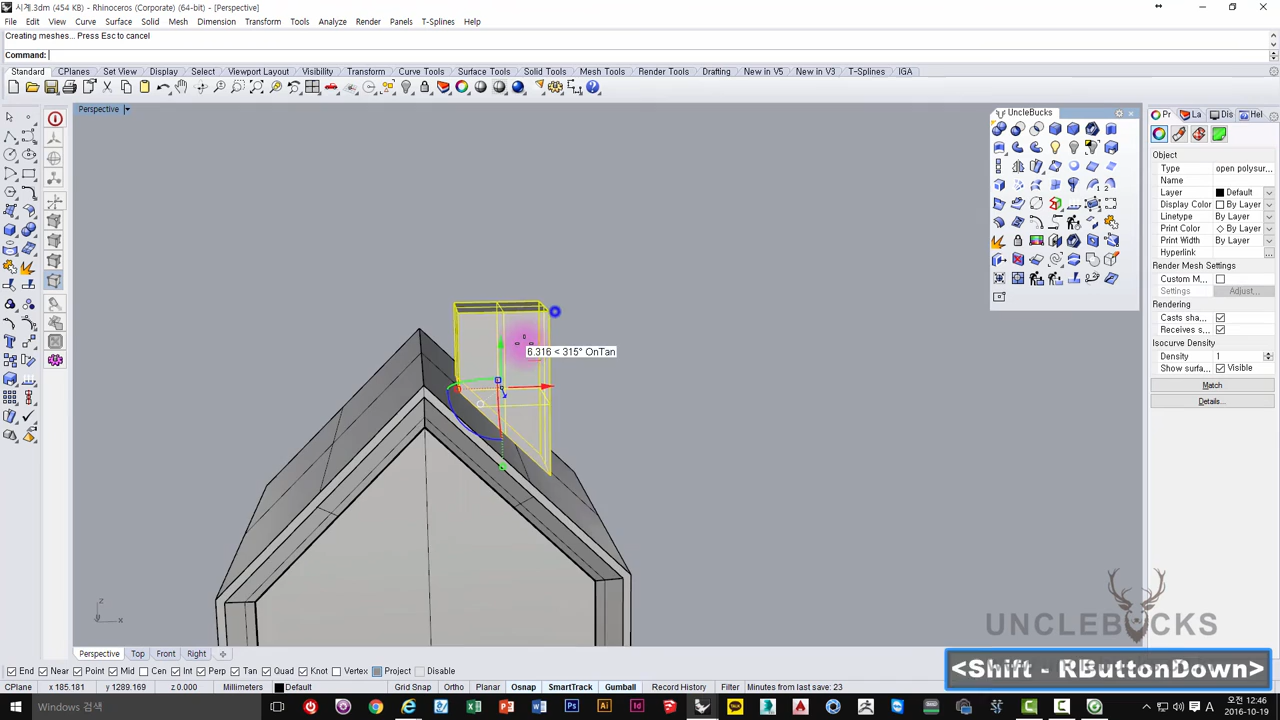 시계.3dm (454 KB) - Rhinoceros (Corporate) (64-bit) - [Perspective]
File Edit View Curve Surface Solid Mesh Dimension Transform Tools Analyze Render Panels T-Splines Help
Creating meshes... Press Esc to cancel
Command:
Standard CPlanes Set View Display Select Viewport Layout Visibility Transform Curve Tools Surface Tools Solid Tools Mesh Tools Render Tools Drafting New in V5 New in V3 T-Splines IGA
Perspective
UncleBucks
Pr La Dis Hel
Object
Type open polysur...
Name
Layer Default
Display Color By Layer
Linetype By Layer
Print Color By Layer
Print Width By Layer
Hyperlink ...
Render Mesh Settings
Custom M...
Settings Adjust...
Rendering
Casts sha...
Receives s...
Isocurve Density
Density 1
Show surfa... Visible
Match
Details...
6.316 < 315° OnTan
z
x
UNCLEBUCKS
<Shift - RButtonDown>
Perspective Top Front Right
End Near Point Mid Cen Int Perp Tan Quad Knot Vertex Project Disable
CPlane x 185.181 y 1289.169 z 0.000 Millimeters Default Grid Snap Ortho Planar Osnap SmartTrack Gumball Record History Filter Minutes from last save: 23
Windows 검색
오전 12:46
2016-10-19